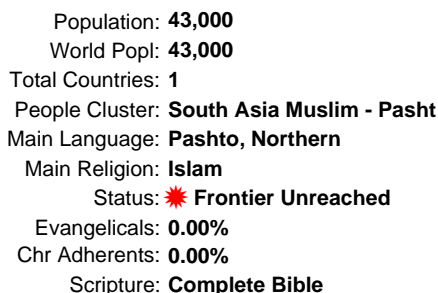 Population: 43,000
World Popl: 43,000
Total Countries: 1
People Cluster: South Asia Muslim - Pasht
Main Language: Pashto, Northern
Main Religion: Islam
Status: Frontier Unreached
Evangelicals: 0.00%
Chr Adherents: 0.00%
Scripture: Complete Bible